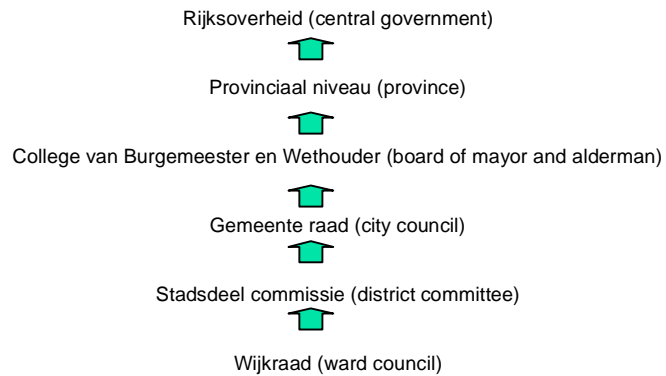 Rijksoverheid (central government)
Provinciaal niveau (province)
College van Burgemeester en Wethouder (board of mayor and alderman)
Gemeente raad (city council)
Stadsdeel commissie (district committee)
Wijkraad (ward council)